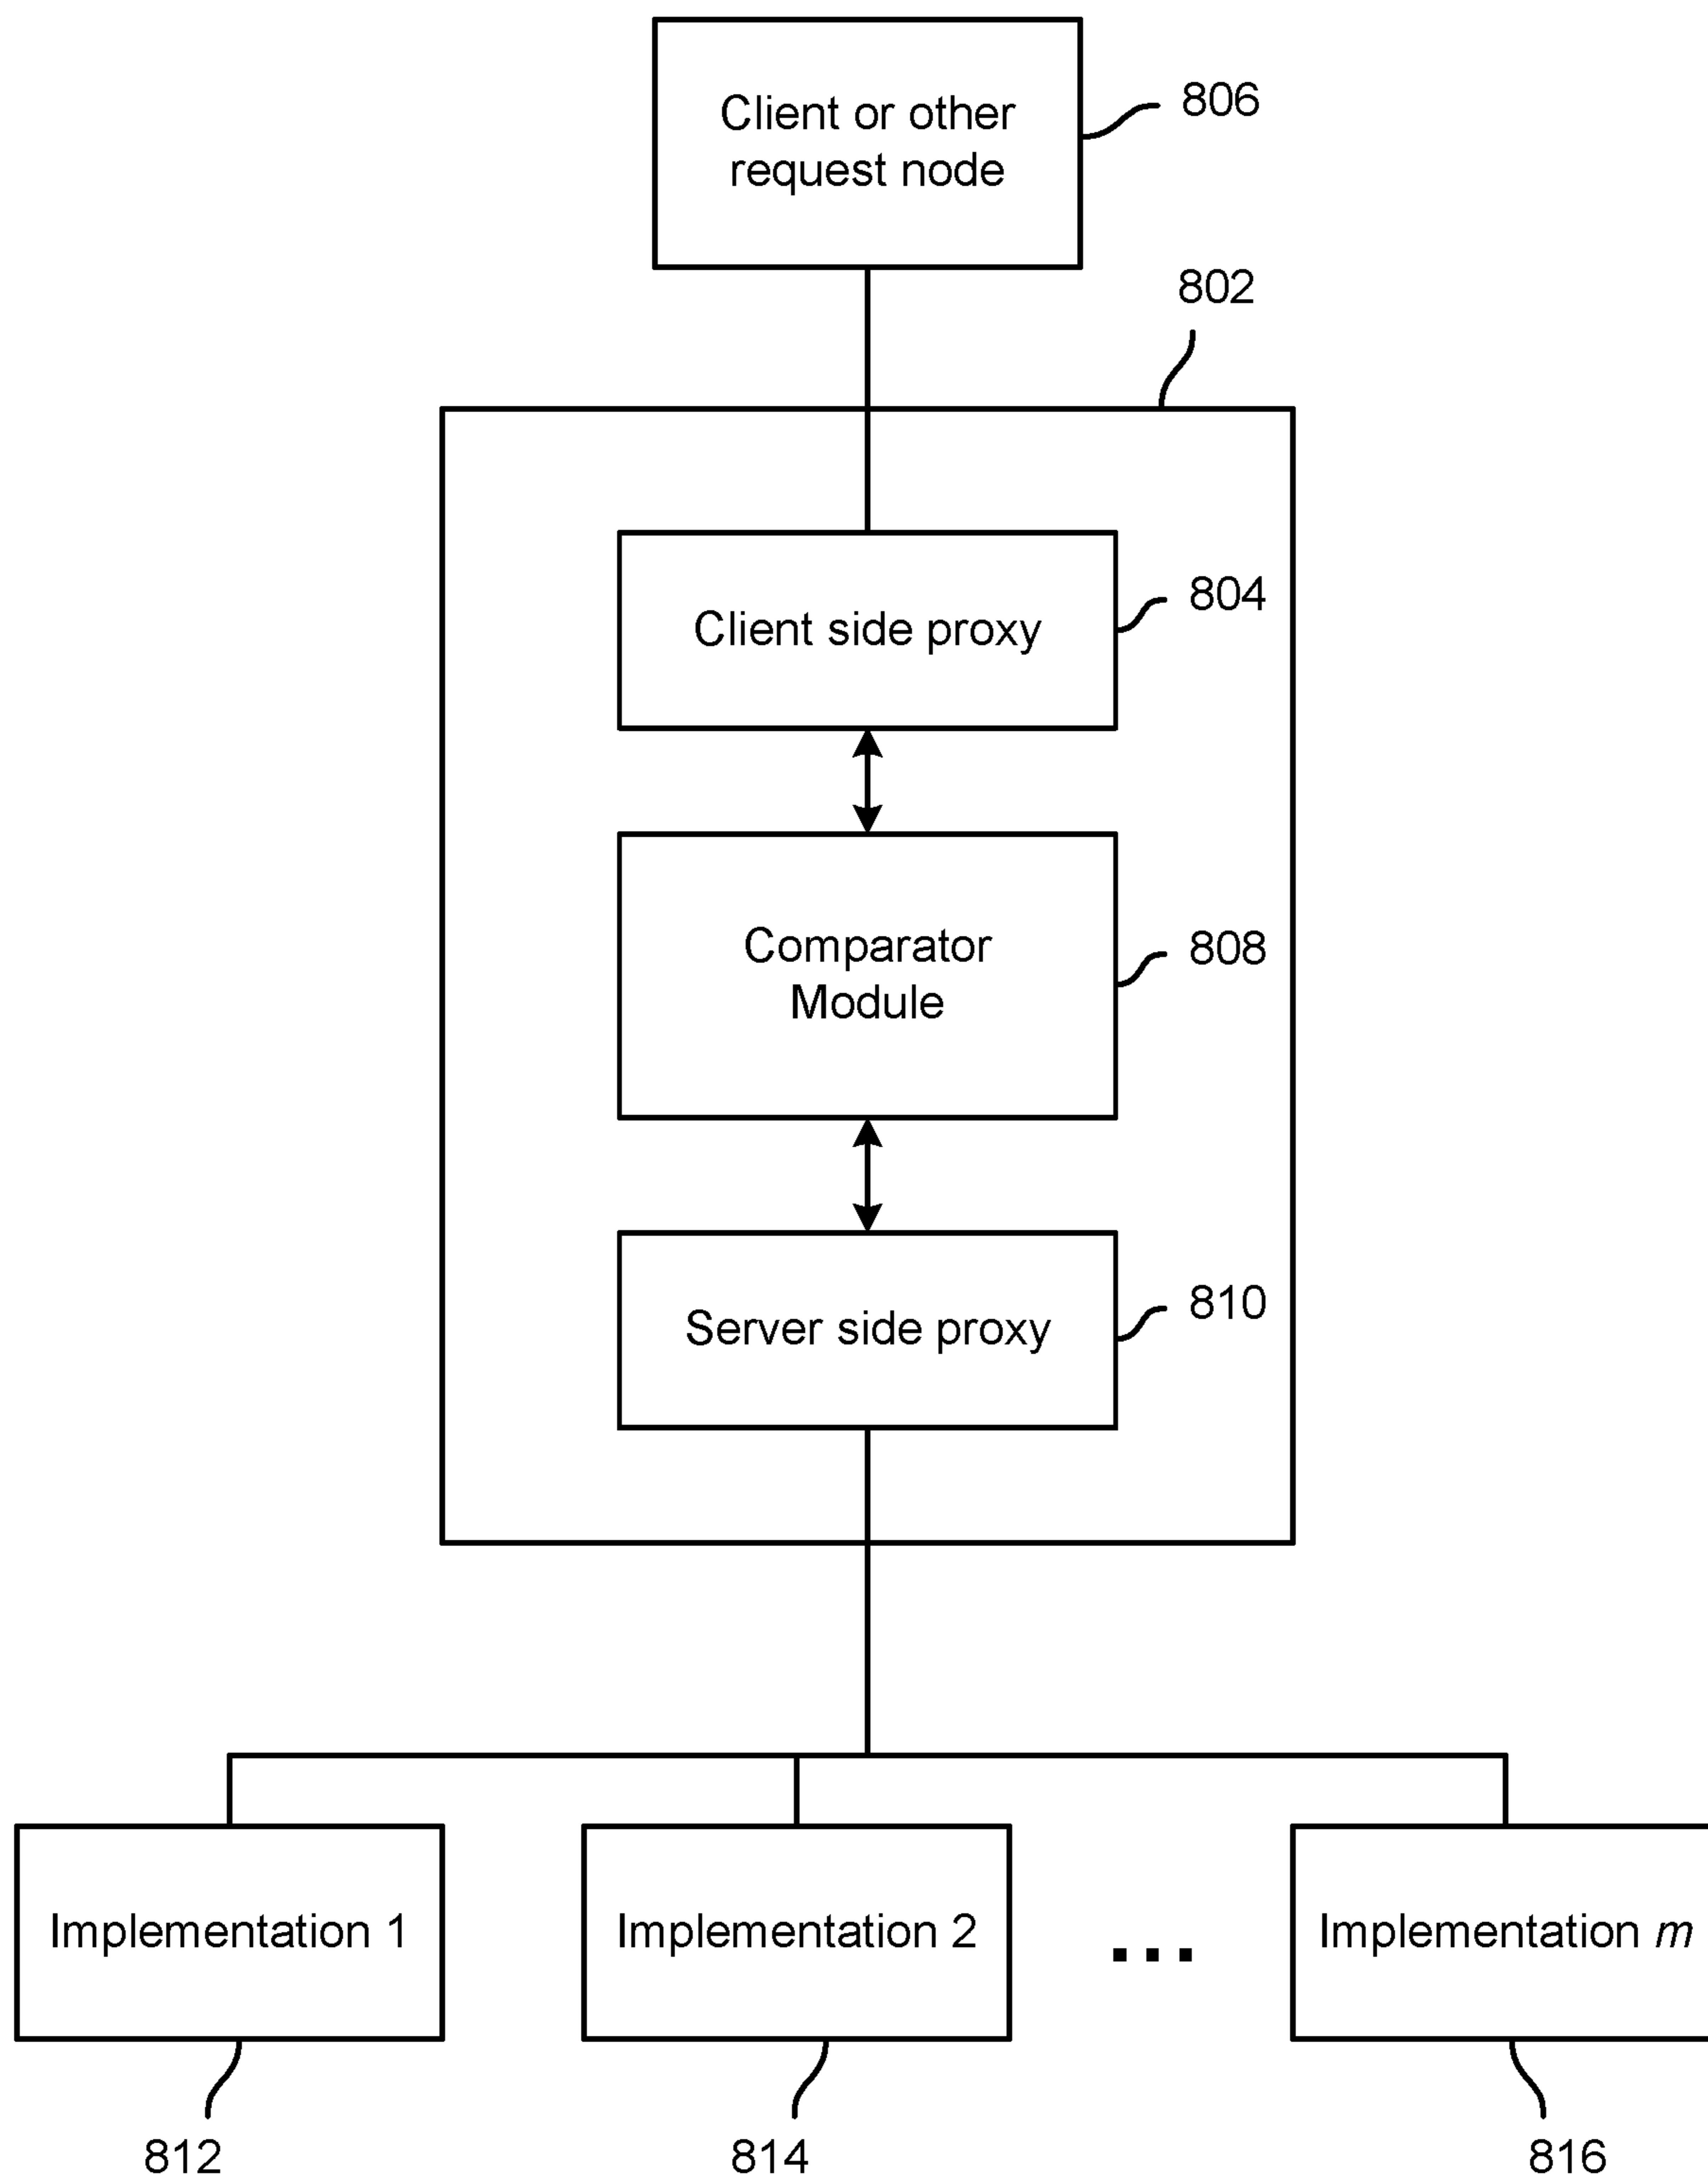 Client or other
request node
806
802
Client side proxy
804
Comparator
Module
808
Server side proxy
810
Implementation 1
Implementation 2
...
Implementation m
812
814
816